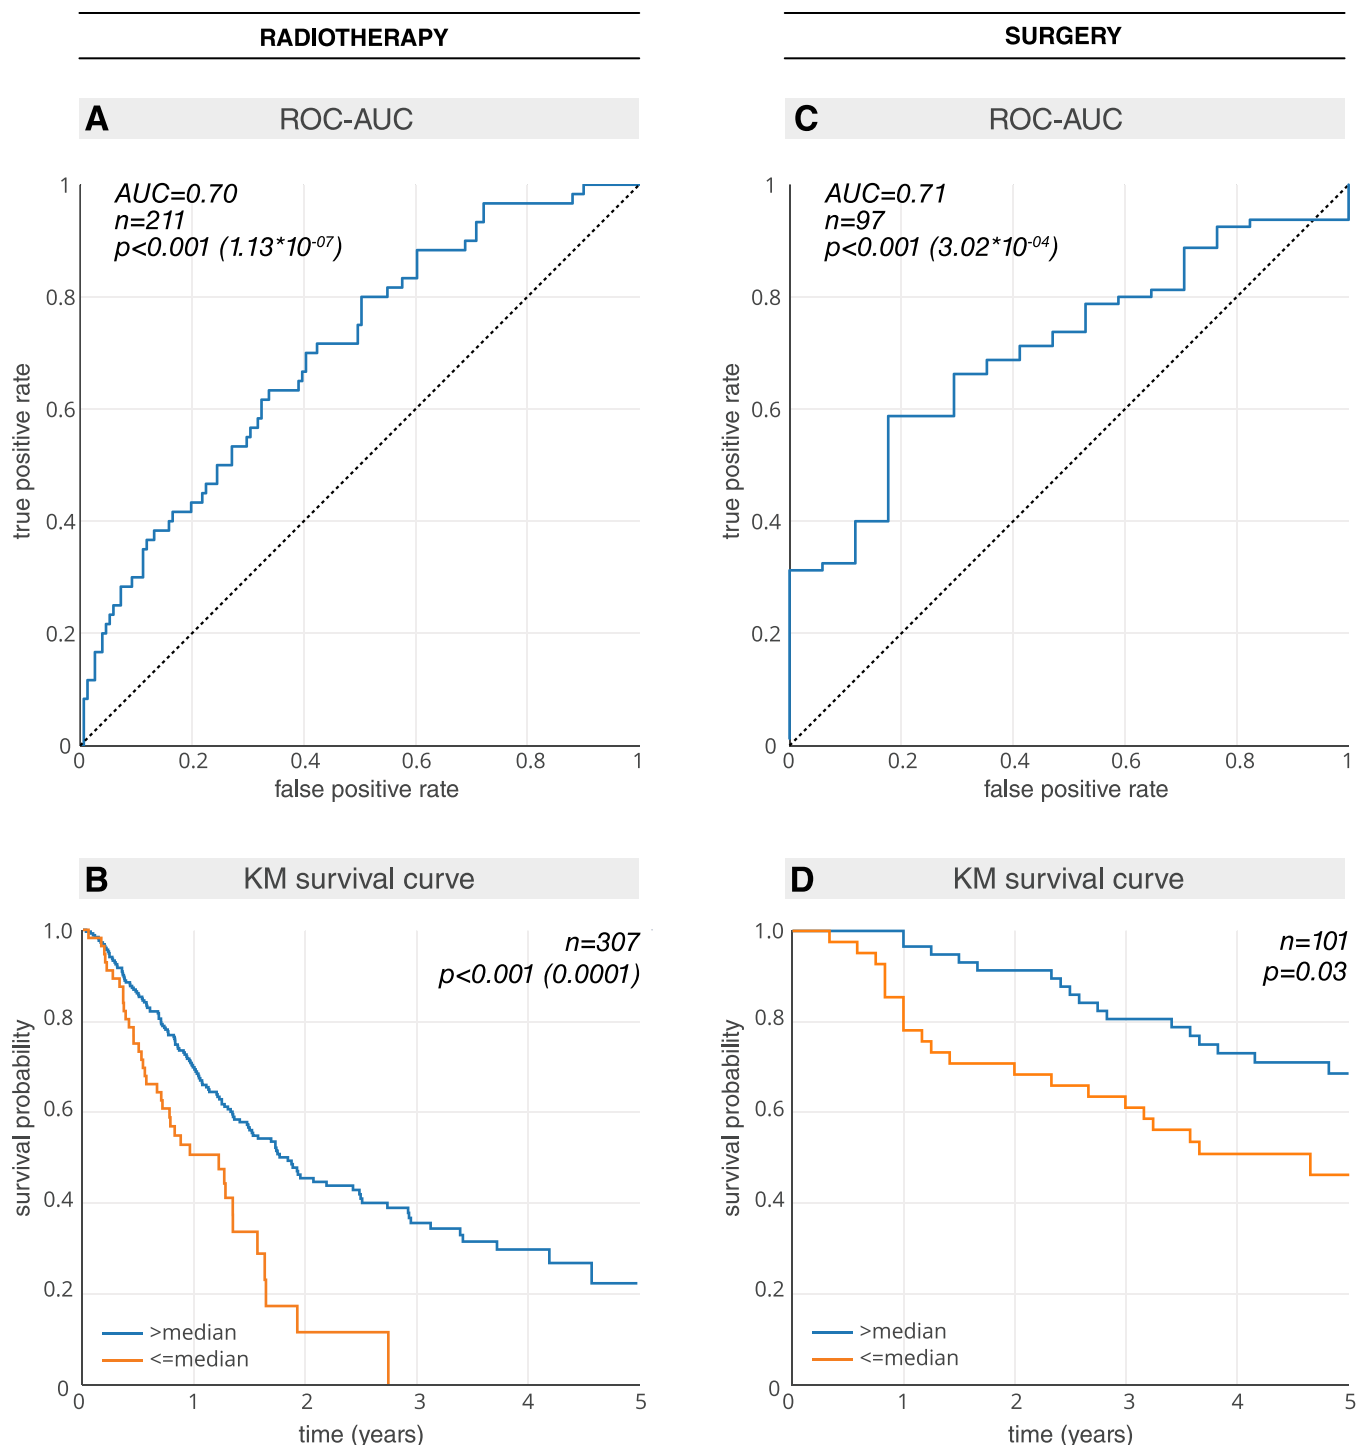 RADIOTHERAPY
SURGERY
A ROC-AUC
AUC=0.70
n=211
p<0.001 (1.13*10⁻⁰⁷)
1
0.8
0.6
0.4
0.2
0
true positive rate
0 0.2 0.4 0.6 0.8 1
false positive rate
C ROC-AUC
AUC=0.71
n=97
p<0.001 (3.02*10⁻⁰⁴)
1
0.8
0.6
0.4
0.2
0
true positive rate
0 0.2 0.4 0.6 0.8 1
false positive rate
B KM survival curve
n=307
p<0.001 (0.0001)
1.0
0.8
0.6
0.4
0.2
0
survival probability
>median
<=median
0 1 2 3 4 5
time (years)
D KM survival curve
n=101
p=0.03
1.0
0.8
0.6
0.4
0.2
0
survival probability
>median
<=median
0 1 2 3 4 5
time (years)